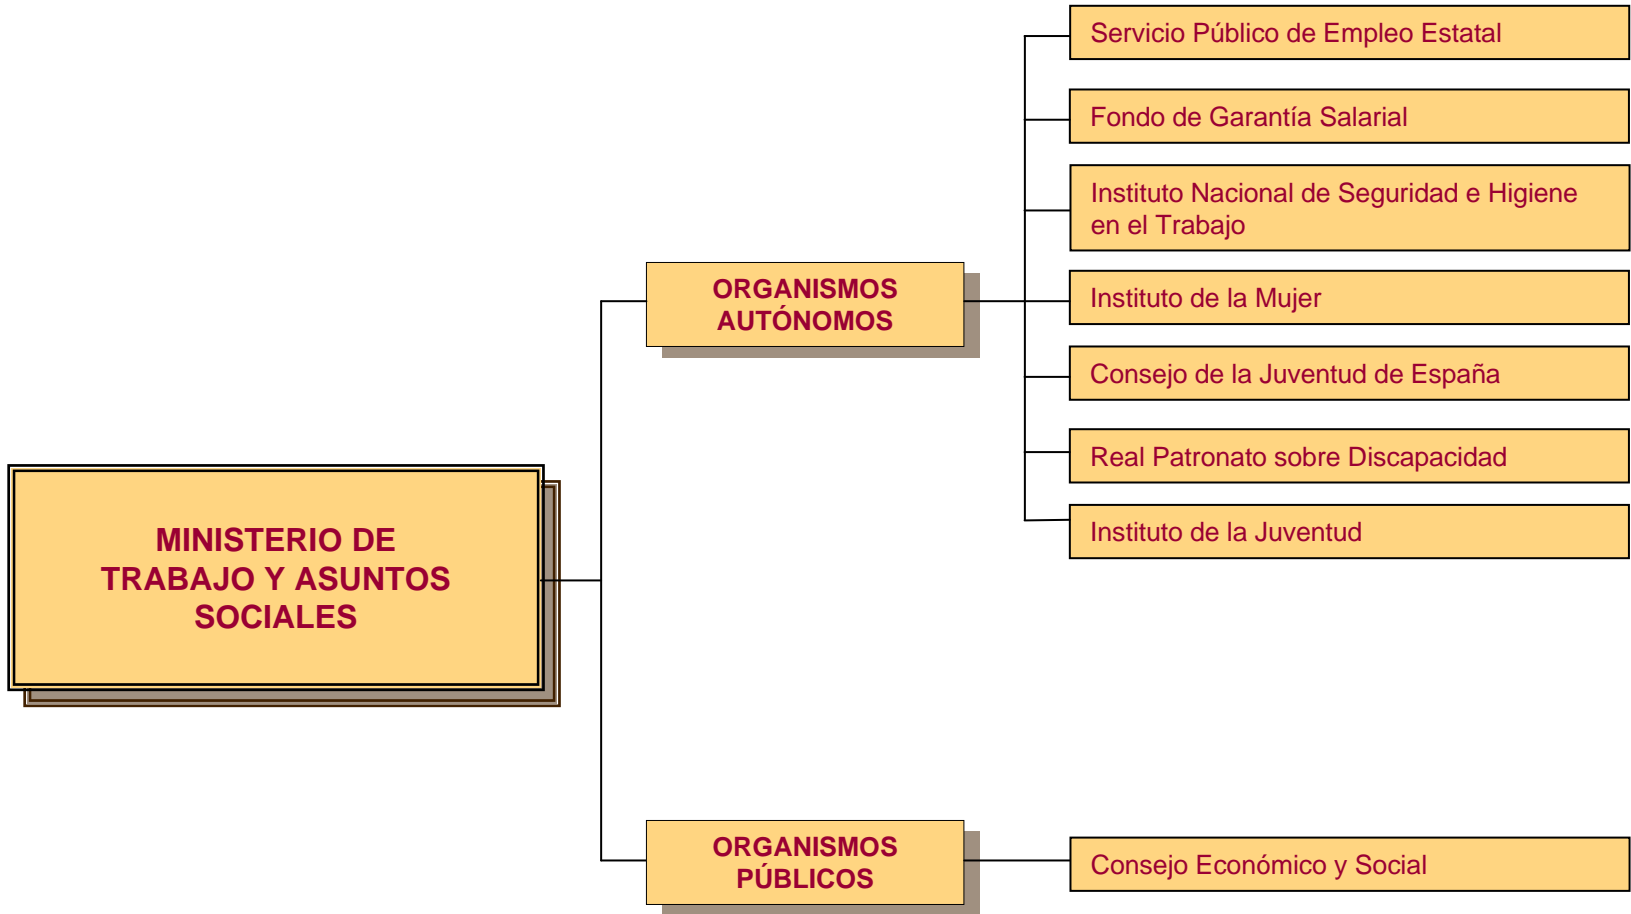 Servicio Público de Empleo Estatal
Fondo de Garantía Salarial
Instituto Nacional de Seguridad e Higiene
en el Trabajo
ORGANISMOS
AUTÓNOMOS
Instituto de la Mujer
Consejo de la Juventud de España
Real Patronato sobre Discapacidad
Instituto de la Juventud
MINISTERIO DE
TRABAJO Y ASUNTOS
SOCIALES
ORGANISMOS
PÚBLICOS
Consejo Económico y Social